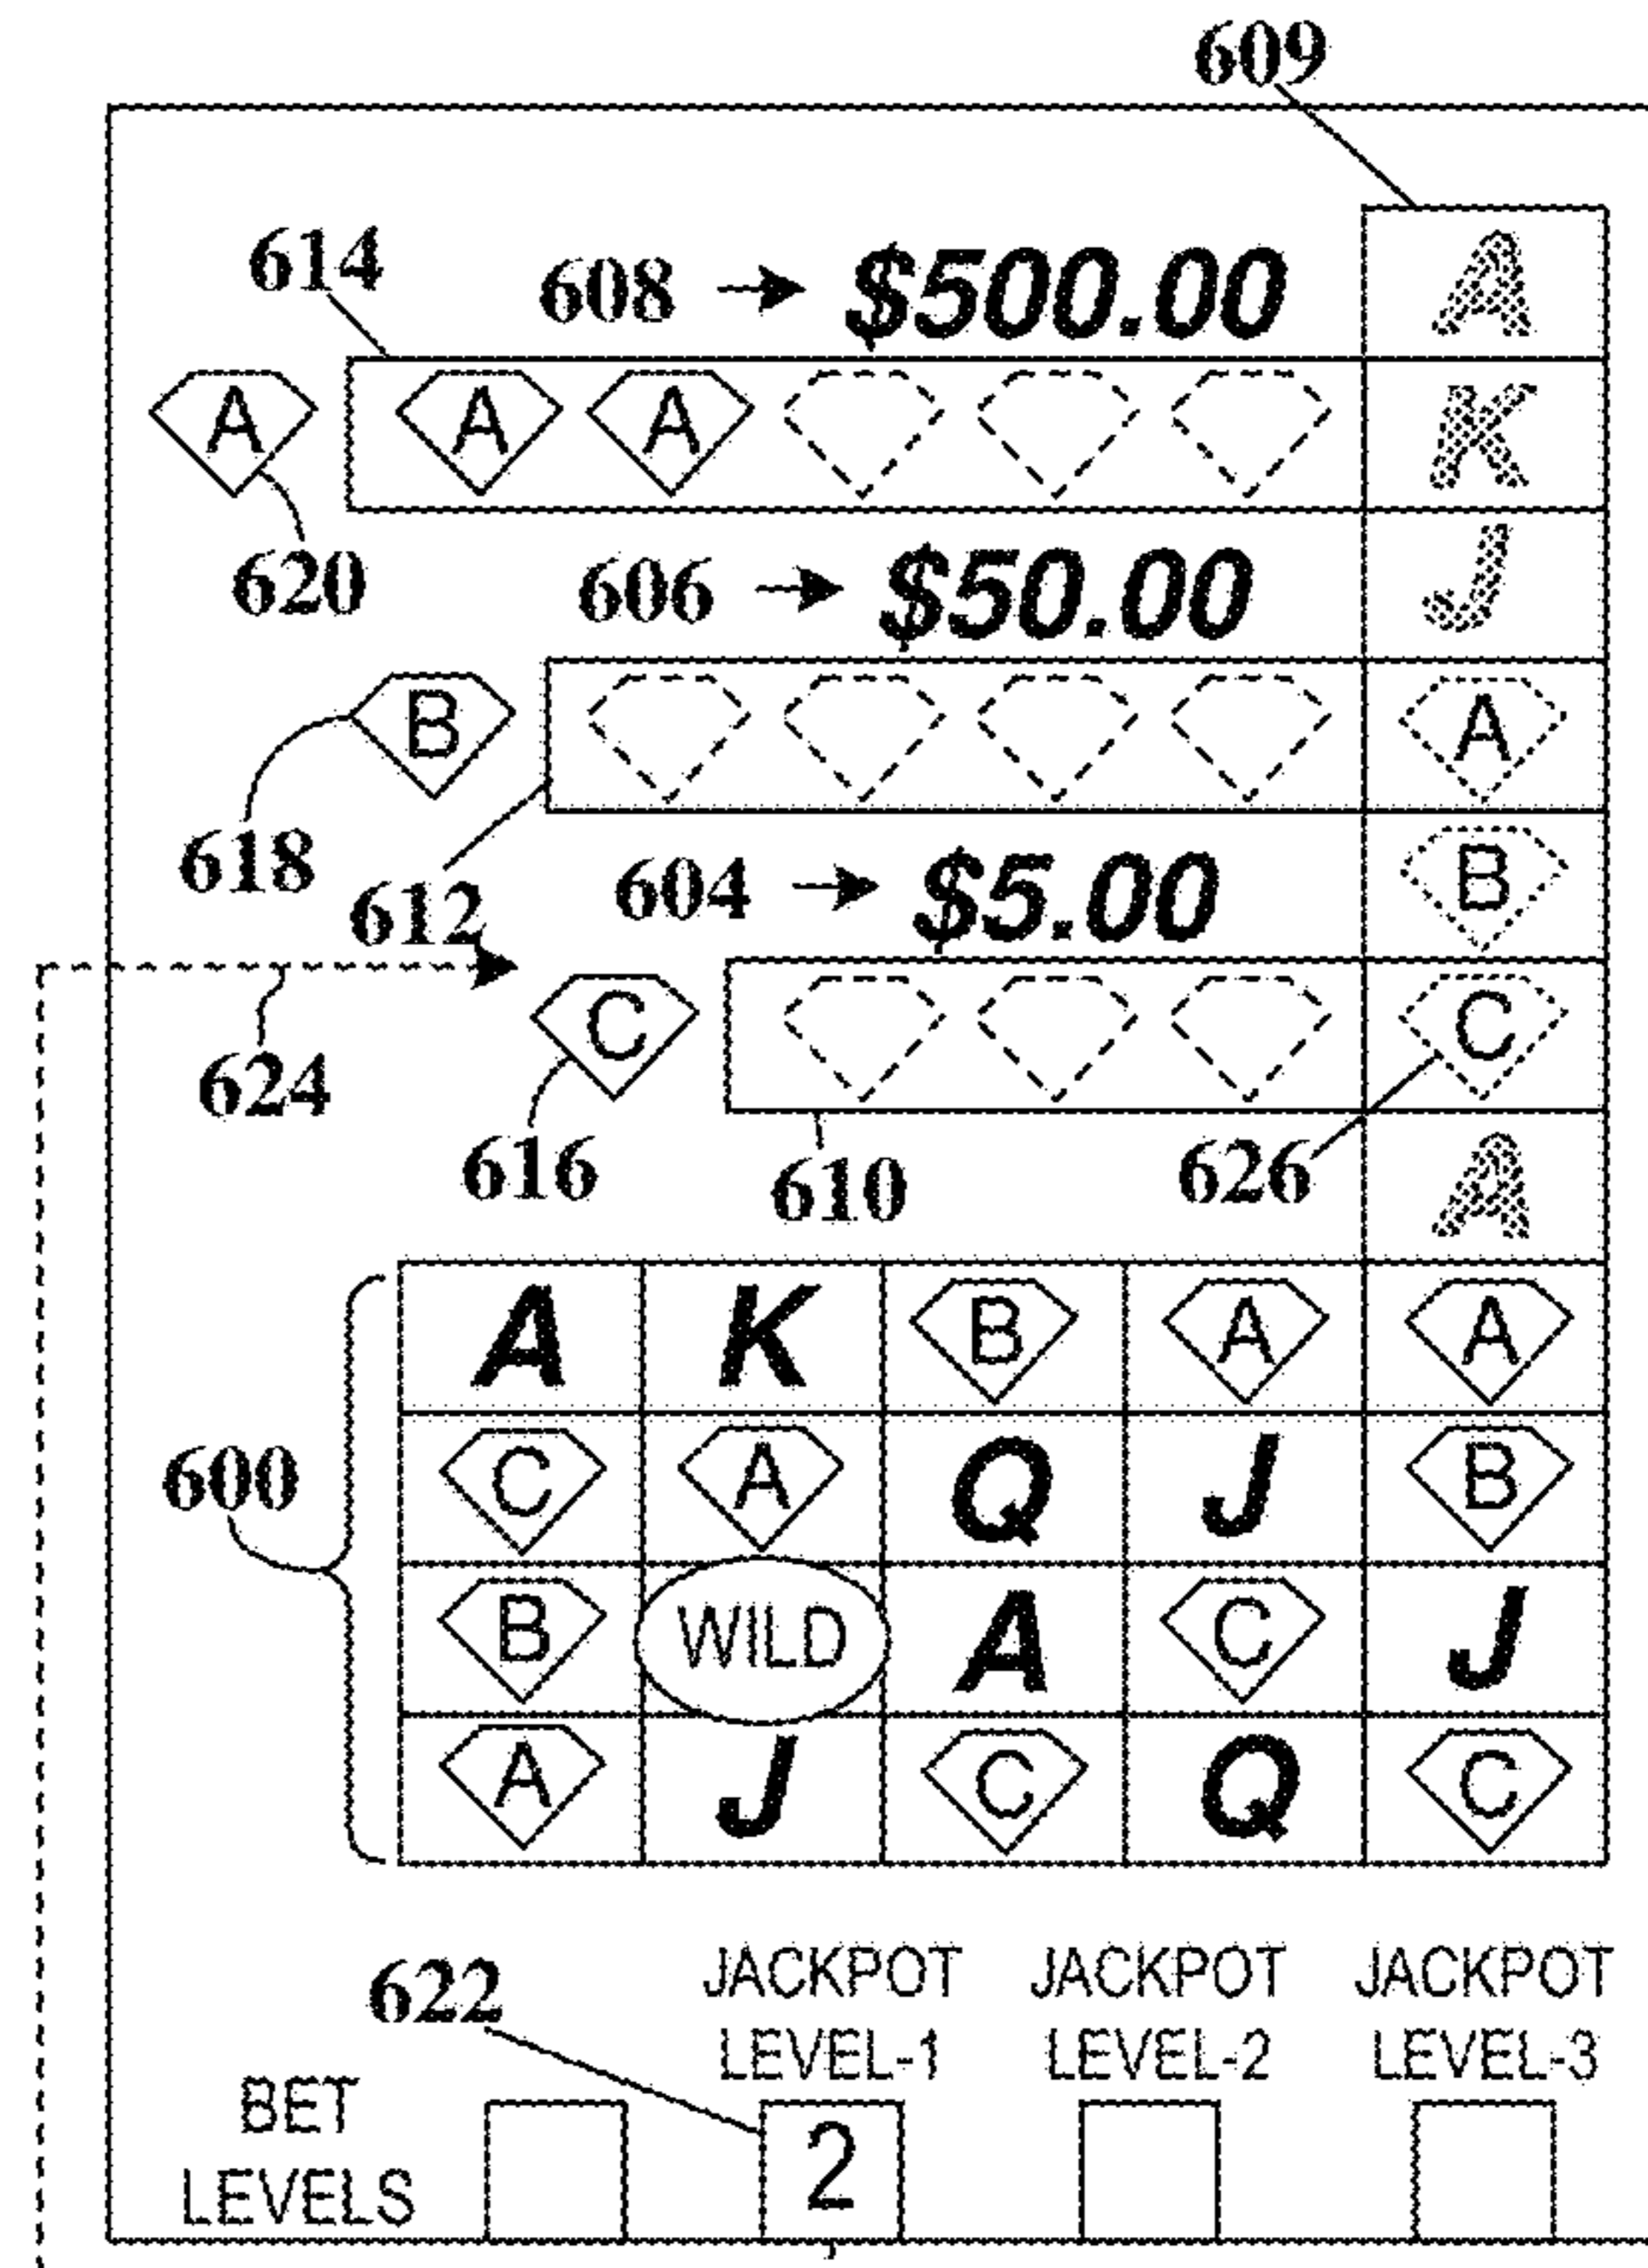 609
614 608 $500.00 A
A A A K
620 606 $50.00 J
B A
618 612 604 $5.00 B
C C
624 616 610 626 A
A K B A A
600 C A Q J B
B WILD A C J
A J C Q C
622 JACKPOT JACKPOT JACKPOT
LEVEL-1 LEVEL-2 LEVEL-3
BET
LEVELS 2